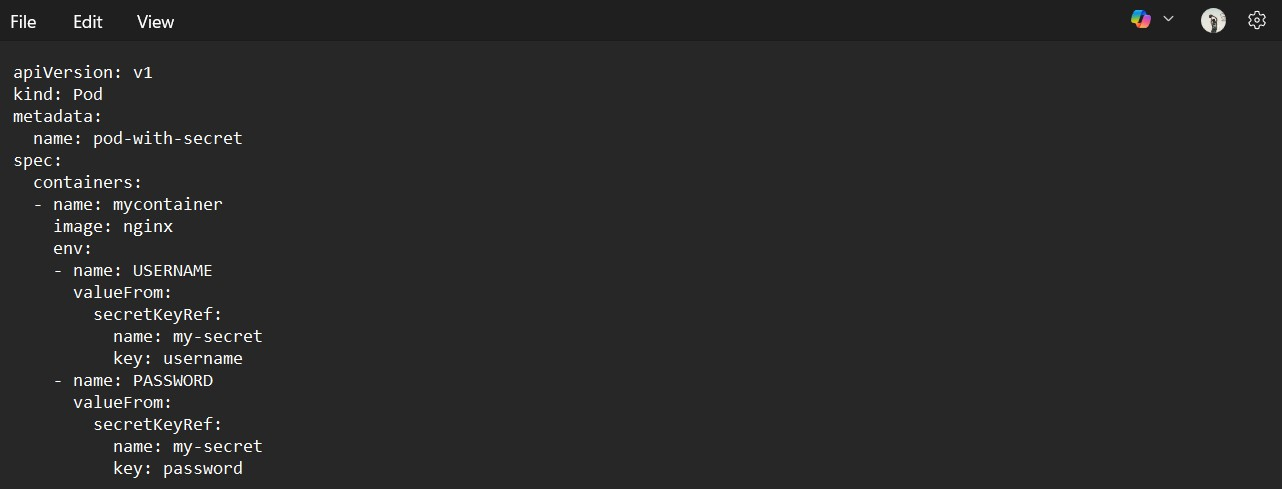 File Edit View
apiVersion: v1
kind: Pod
metadata:
  name: pod-with-secret
spec:
  containers:
  - name: mycontainer
    image: nginx
    env:
    - name: USERNAME
      valueFrom:
        secretKeyRef:
          name: my-secret
          key: username
    - name: PASSWORD
      valueFrom:
        secretKeyRef:
          name: my-secret
          key: password